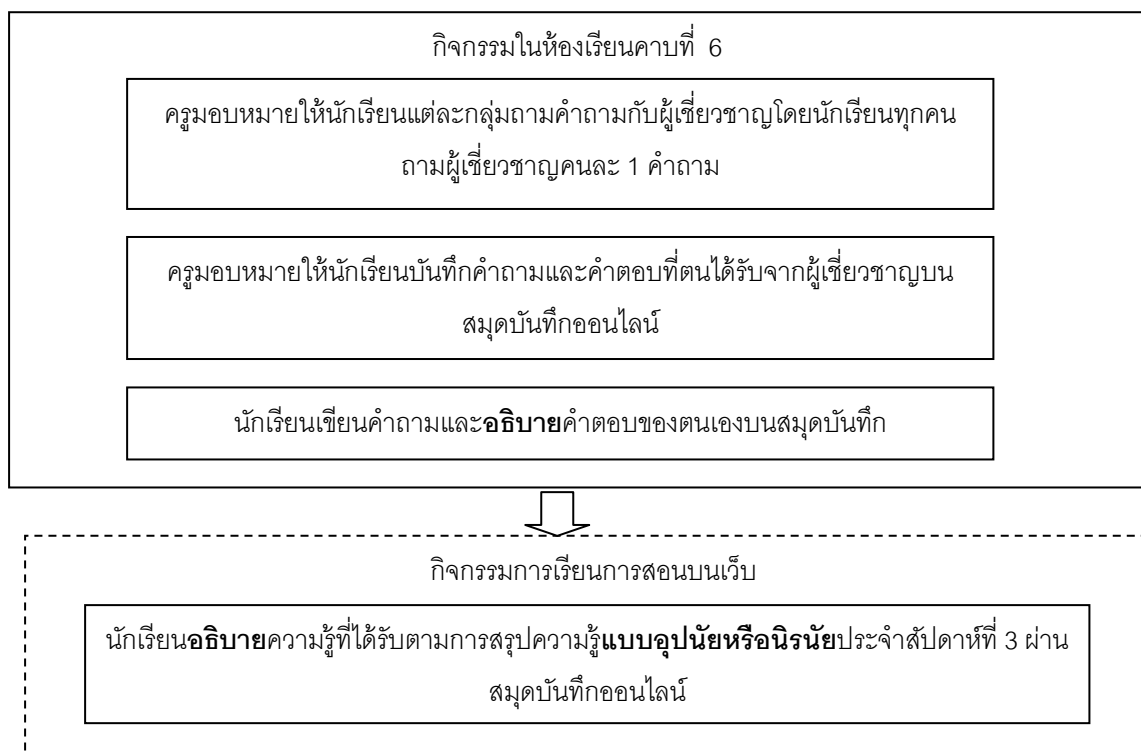 กิจกรรมในห้องเรียนคาบที่ 6
ครูมอบหมายให้นักเรียนแต่ละกลุ่มถามคำถามกับผู้เชี่ยวชาญโดยนักเรียนทุกคน
ถามผู้เชี่ยวชาญคนละ 1 คำถาม
ครูมอบหมายให้นักเรียนบันทึกคำถามและคำตอบที่ตนได้รับจากผู้เชี่ยวชาญบน
สมุดบันทึกออนไลน์
นักเรียนเขียนคำถามและอธิบายคำตอบของตนเองบนสมุดบันทึก
กิจกรรมการเรียนการสอนบนเว็บ
นักเรียนอธิบายความรู้ที่ได้รับตามการสรุปความรู้แบบอุปนัยหรือนิรนัยประจำสัปดาห์ที่ 3 ผ่าน
สมุดบันทึกออนไลน์